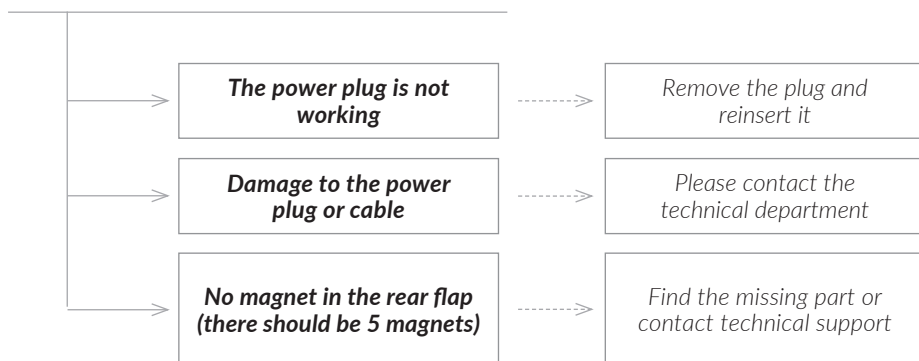 The power plug is not
working
Remove the plug and
reinsert it
Damage to the power
plug or cable
Please contact the
technical department
No magnet in the rear flap
(there should be 5 magnets)
Find the missing part or
contact technical support